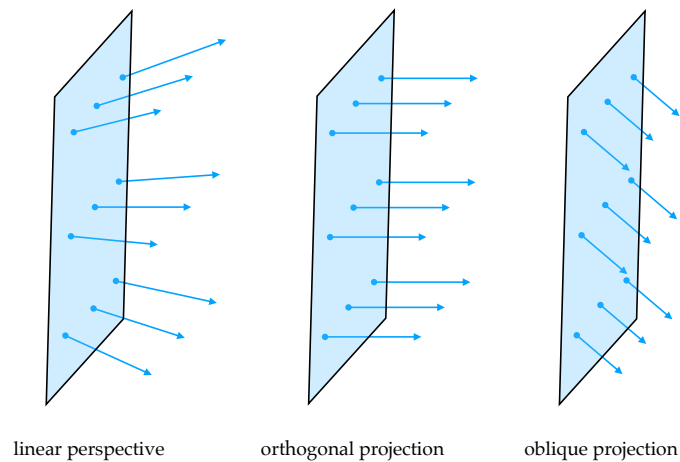 linear perspective
orthogonal projection
oblique projection